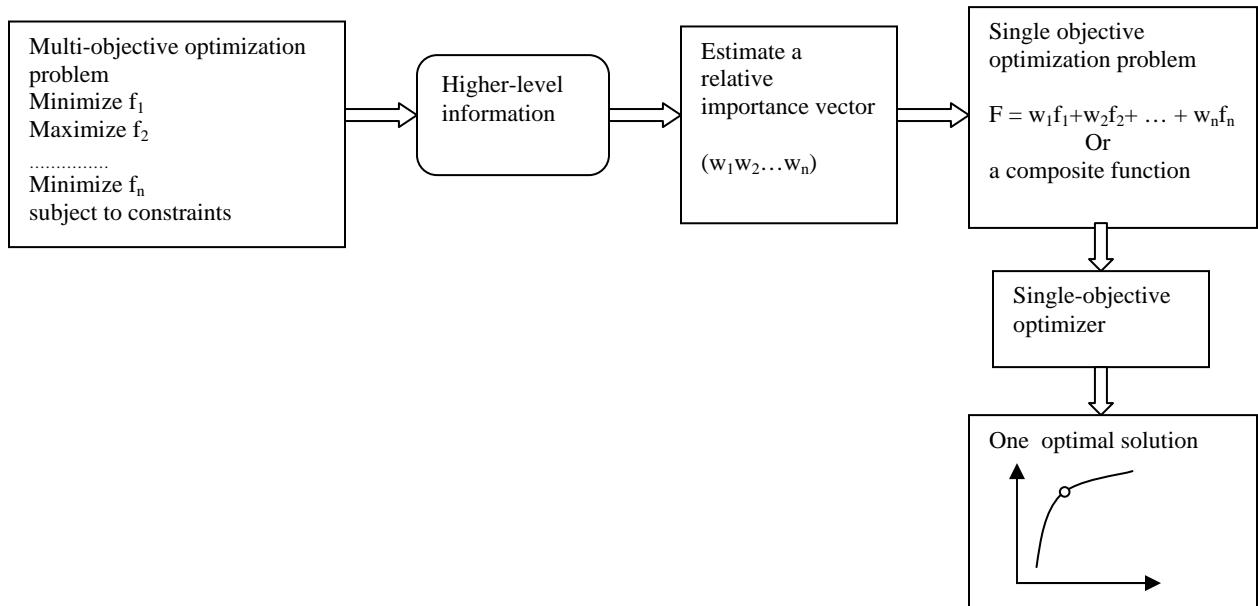 Multi-objective optimization
problem
Minimize f₁
Maximize f₂
...............
Minimize fₙ
subject to constraints
Higher-level
information
Estimate a
relative
importance vector
(w₁w₂…wₙ)
Single objective
optimization problem
F = w₁f₁+w₂f₂+ … + wₙfₙ
Or
a composite function
Single-objective
optimizer
One optimal solution